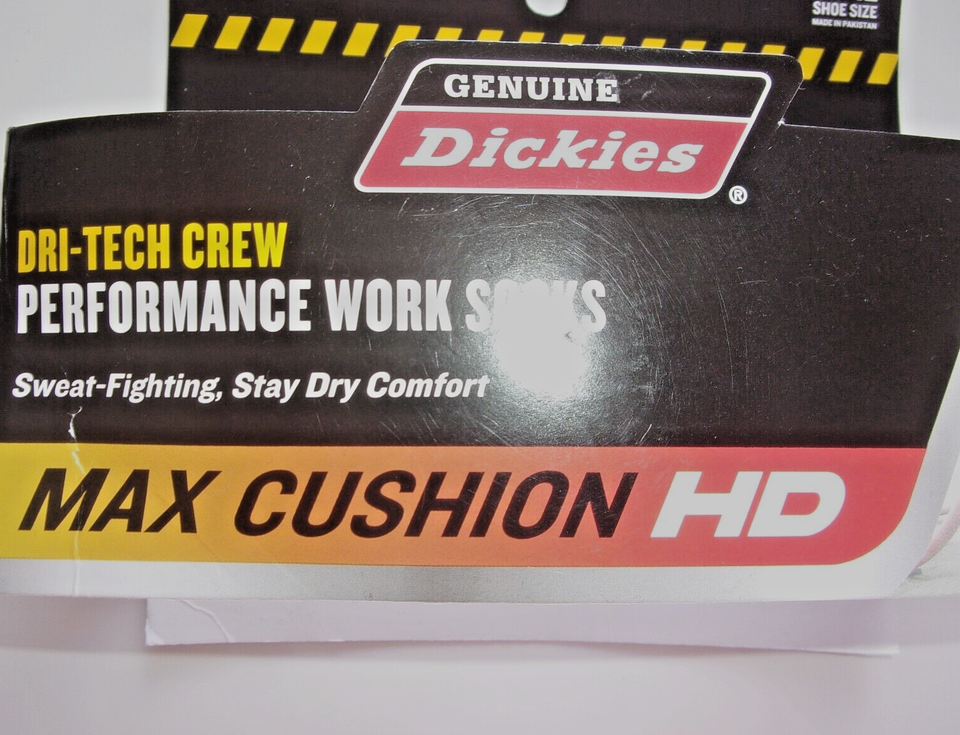 SHOE SIZE
MADE IN PAKISTAN
GENUINE
Dickies
®
DRI-TECH CREW
PERFORMANCE WORK SOCKS
Sweat-Fighting, Stay Dry Comfort
MAX CUSHION HD